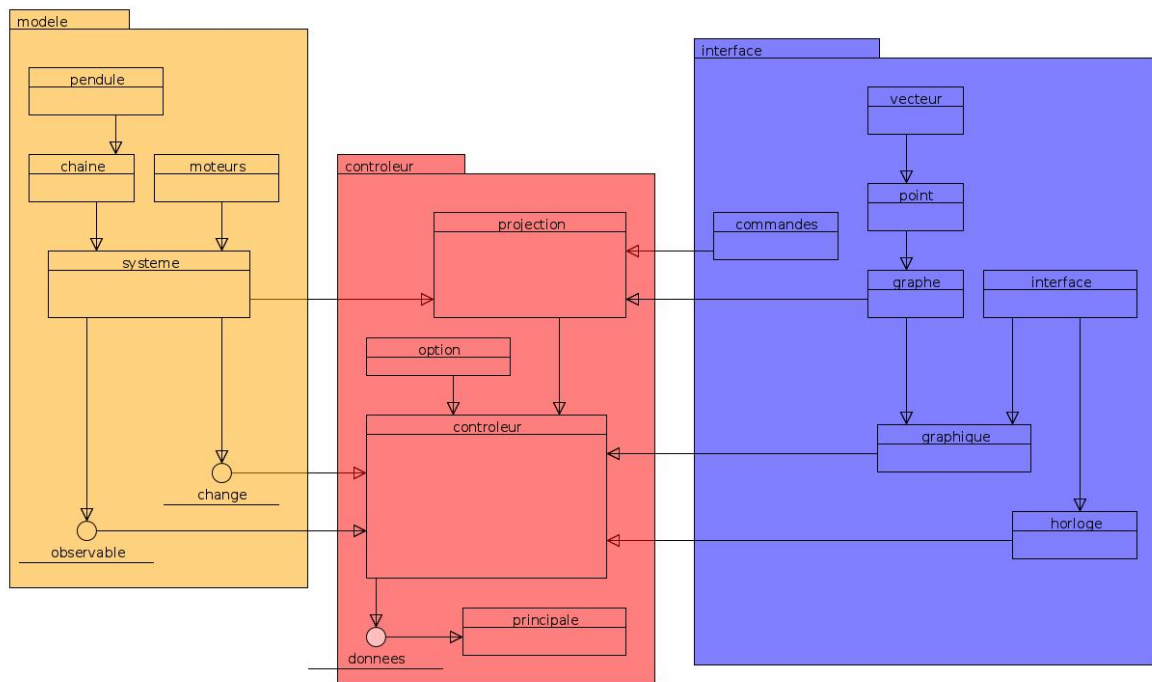 modele
pendule
chaine
moteurs
systeme
change
observable
controleur
projection
option
controleur
principale
donnees
interface
vecteur
commandes
point
graphe
interface
graphique
horloge